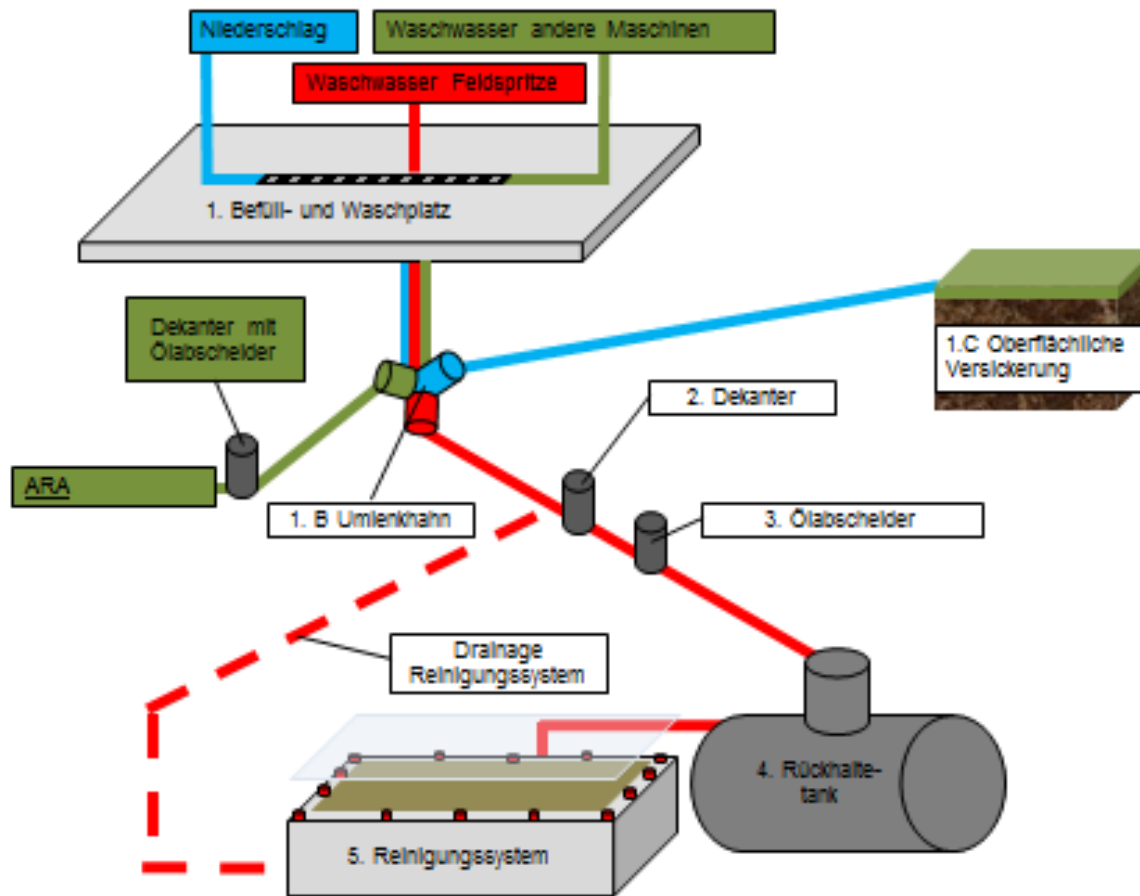 Niederschlag
Waschwasser andere Maschinen
Waschwasser Feldspritze
1. Befüll- und Waschplatz
Dekanter mit
Ölabscheider
1.C Oberflächliche
Versickerung
2. Dekanter
ARA
1. B Umlenkhahn
3. Ölabscheider
Drainage
Reinigungssystem
4. Rückhalte-
tank
5. Reinigungssystem